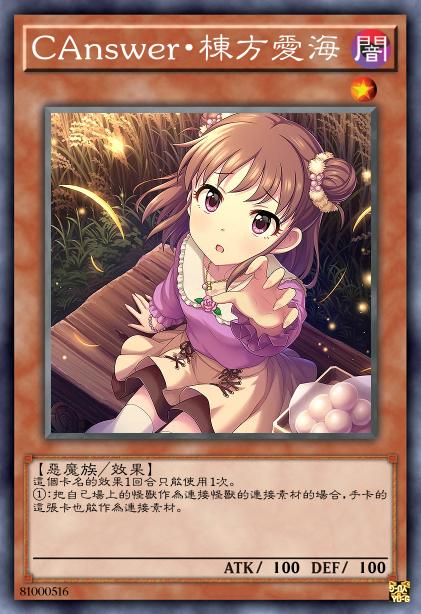 CAnswer・棟方愛海
闇
【惡魔族／效果】
這個卡名的效果1回合只能使用1次。
①：把自己場上的怪獸作為連接怪獸的連接素材的場合，手卡的
這張卡也能作為連接素材。
ATK/ 100 DEF/ 100
81000516